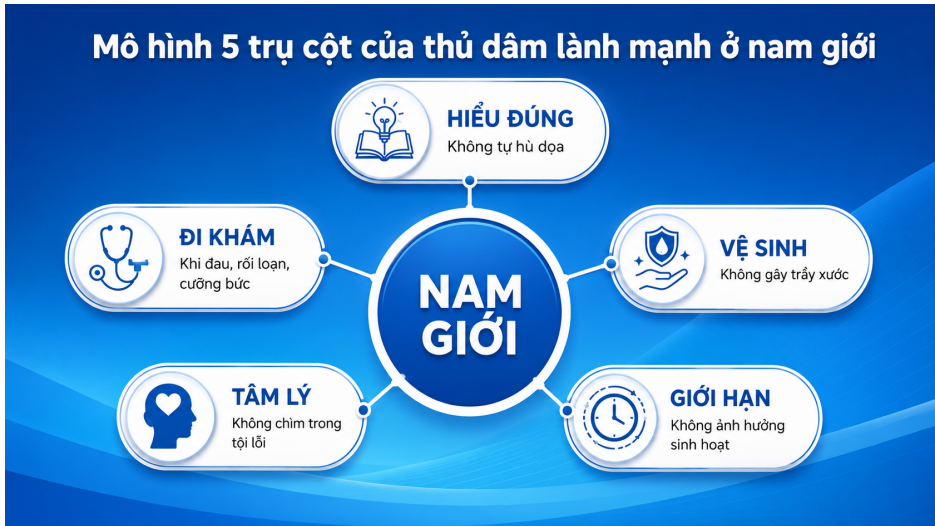 Mô hình 5 trụ cột của thủ dâm lành mạnh ở nam giới
HIỂU ĐÚNG
Không tự hù dọa
ĐI KHÁM
Khi đau, rối loạn,
cưỡng bức
VỆ SINH
Không gây trầy xước
NAM
GIỚI
TÂM LÝ
Không chìm trong
tội lỗi
GIỚI HẠN
Không ảnh hưởng
sinh hoạt